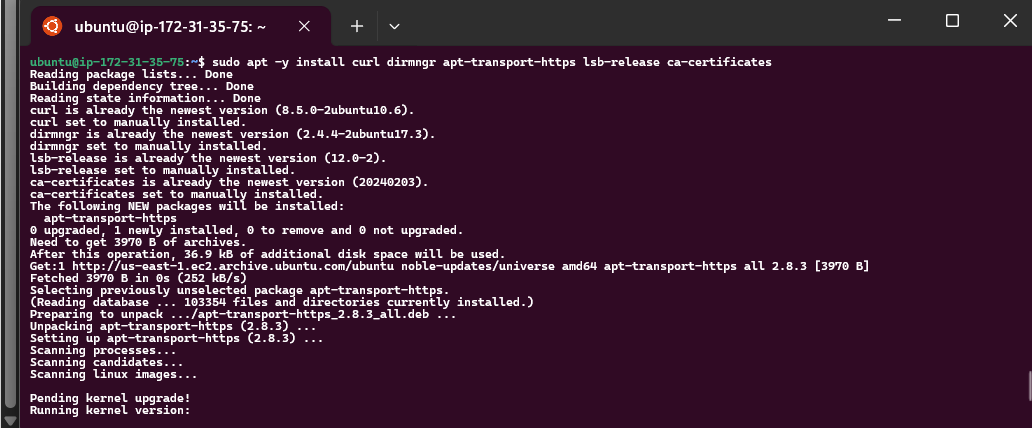 ubuntu@ip-172-31-35-75: ~
ubuntu@ip-172-31-35-75:~$ sudo apt -y install curl dirmngr apt-transport-https lsb-release ca-certificates
Reading package lists... Done
Building dependency tree... Done
Reading state information... Done
curl is already the newest version (8.5.0-2ubuntu10.6).
curl set to manually installed.
dirmngr is already the newest version (2.4.4-2ubuntu17.3).
dirmngr set to manually installed.
lsb-release is already the newest version (12.0-2).
lsb-release set to manually installed.
ca-certificates is already the newest version (20240203).
ca-certificates set to manually installed.
The following NEW packages will be installed:
  apt-transport-https
0 upgraded, 1 newly installed, 0 to remove and 0 not upgraded.
Need to get 3970 B of archives.
After this operation, 36.9 kB of additional disk space will be used.
Get:1 http://us-east-1.ec2.archive.ubuntu.com/ubuntu noble-updates/universe amd64 apt-transport-https all 2.8.3 [3970 B]
Fetched 3970 B in 0s (252 kB/s)
Selecting previously unselected package apt-transport-https.
(Reading database ... 103354 files and directories currently installed.)
Preparing to unpack .../apt-transport-https_2.8.3_all.deb ...
Unpacking apt-transport-https (2.8.3) ...
Setting up apt-transport-https (2.8.3) ...
Scanning processes...
Scanning candidates...
Scanning linux images...
Pending kernel upgrade!
Running kernel version: